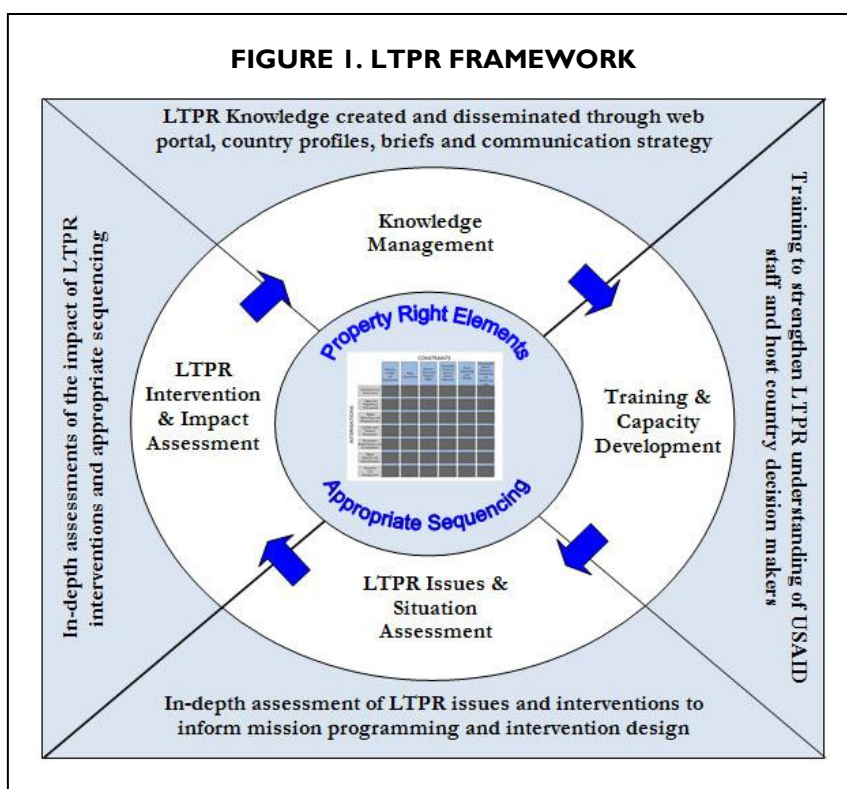 FIGURE 1. LTPR FRAMEWORK
LTPR Knowledge created and disseminated through web
portal, country profiles, briefs and communication strategy
In-depth assessments of the impact of LTPR
interventions and appropriate sequencing
Training to strengthen LTPR understanding of USAID
staff and host country decision makers
Knowledge
Management
LTPR
Intervention
& Impact
Assessment
Property Right Elements
CONSTRAINTS
INTERVENTIONS
Appropriate Sequencing
Training &
Capacity
Development
LTPR Issues &
Situation
Assessment
In-depth assessment of LTPR issues and interventions to
inform mission programming and intervention design